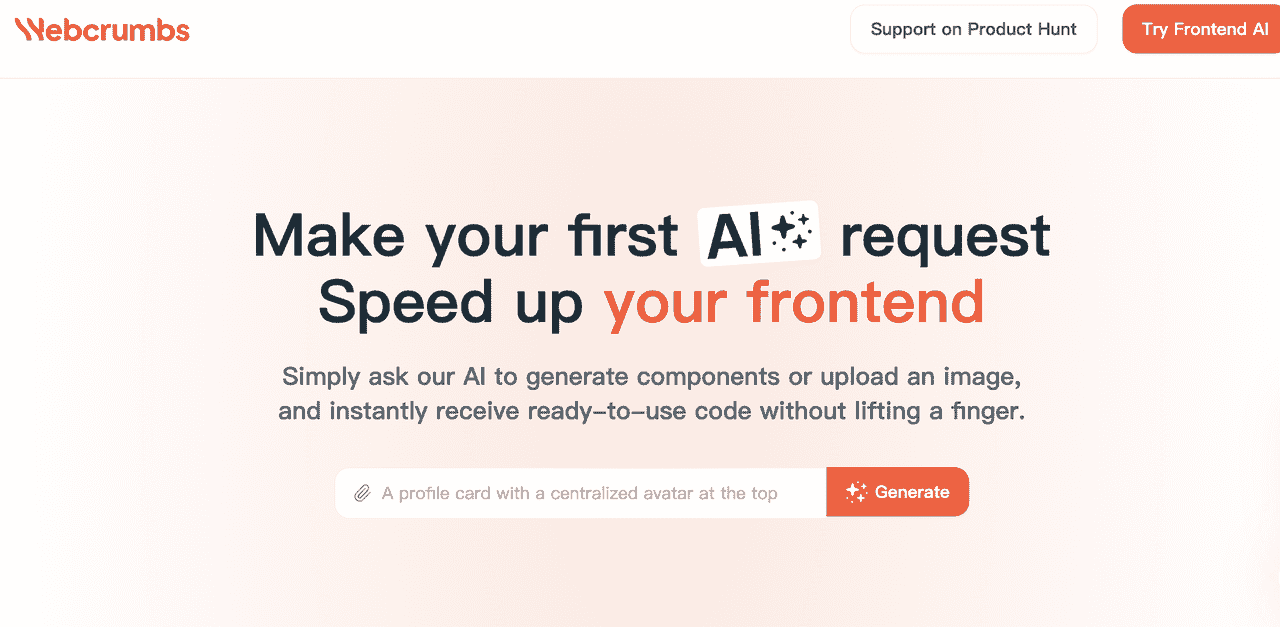 Webcrumbs
Support on Product Hunt
Try Frontend AI
Make your first AI request
Speed up your frontend
Simply ask our AI to generate components or upload an image,
and instantly receive ready-to-use code without lifting a finger.
A profile card with a centralized avatar at the top
Generate